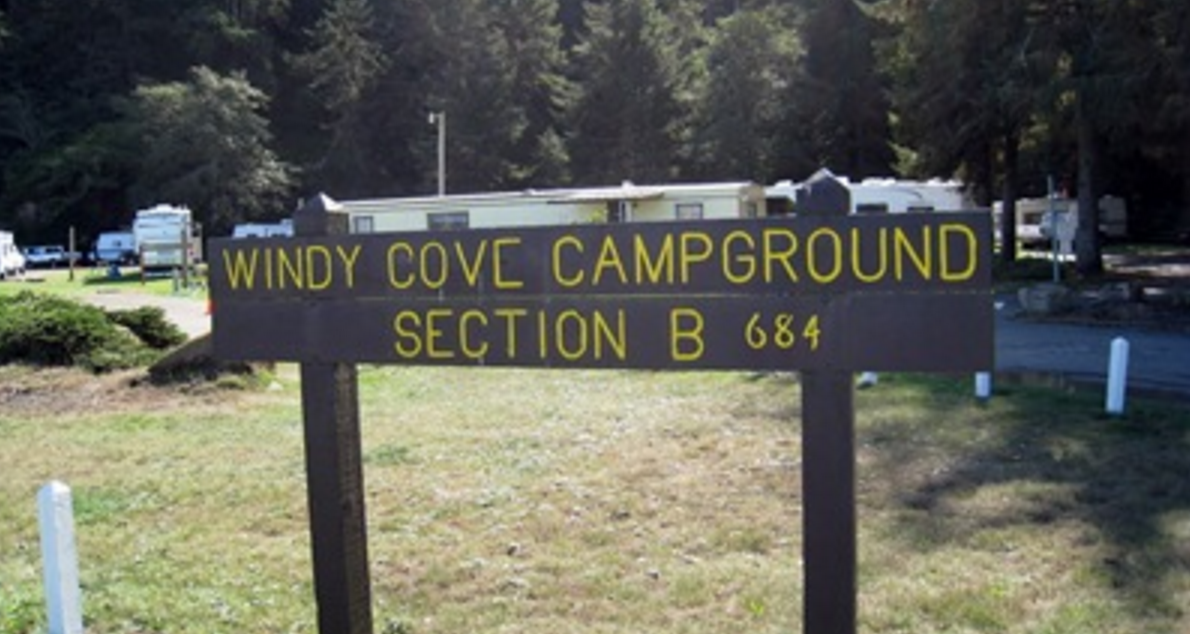 WINDY COVE CAMPGROUND
SECTION B 684